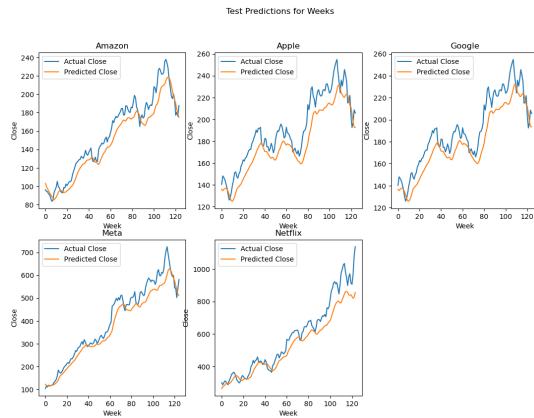 Test Predictions for Weeks
Amazon
Actual Close
Predicted Close
Close
80
100
120
140
160
180
200
220
240
0 20 40 60 80 100 120
Week
Apple
Actual Close
Predicted Close
Close
120
140
160
180
200
220
240
260
0 20 40 60 80 100 120
Week
Google
Actual Close
Predicted Close
Close
120
140
160
180
200
220
240
260
0 20 40 60 80 100 120
Week
Meta
Actual Close
Predicted Close
Close
100
200
300
400
500
600
700
0 20 40 60 80 100 120
Week
Netflix
Actual Close
Predicted Close
Close
400
600
800
1000
0 20 40 60 80 100 120
Week